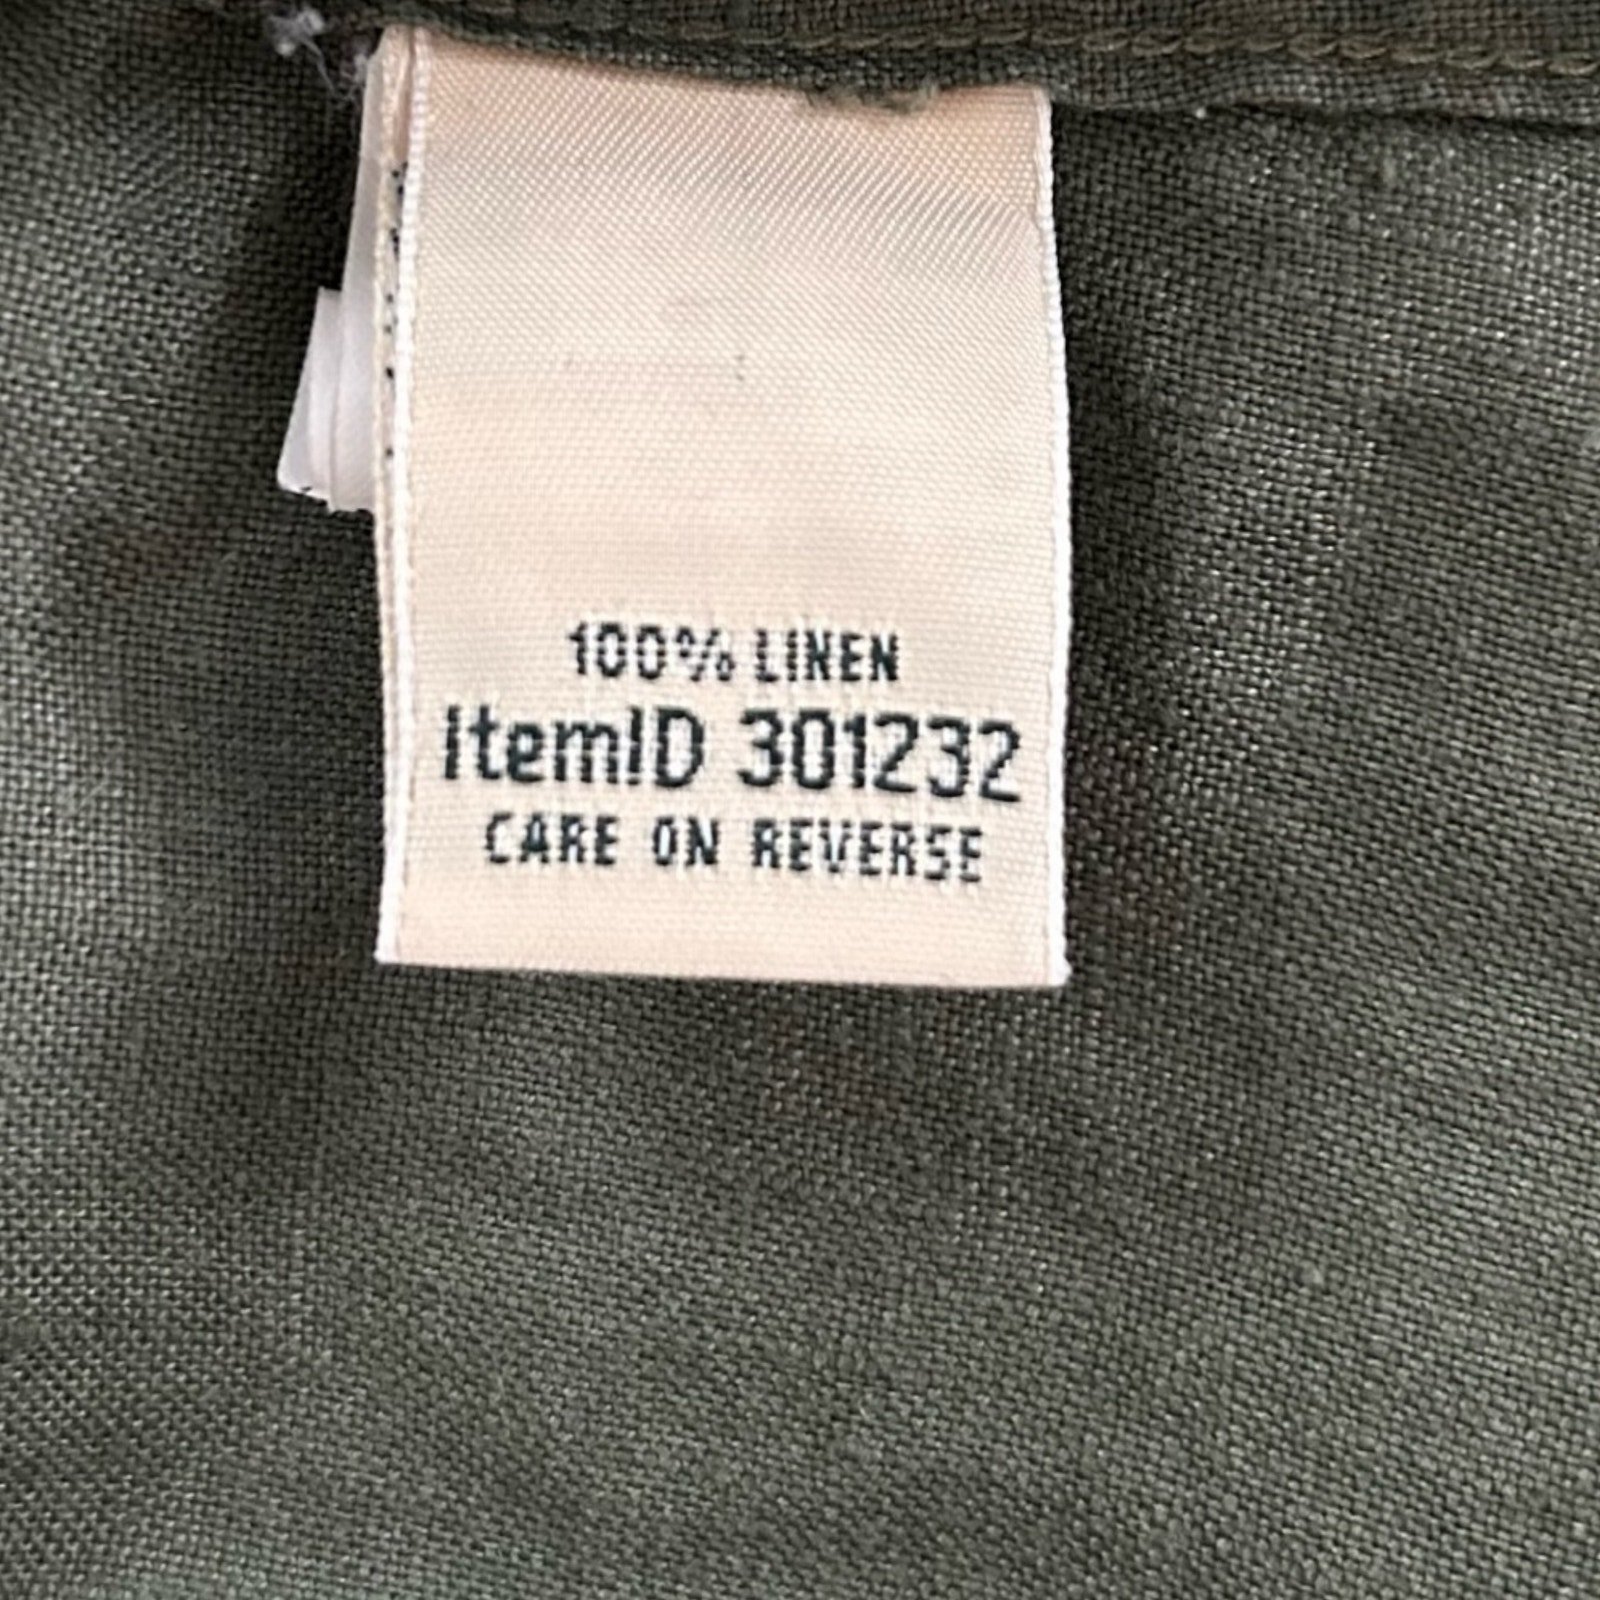 100% LINEN
ItemID 301232
CARE ON REVERSE